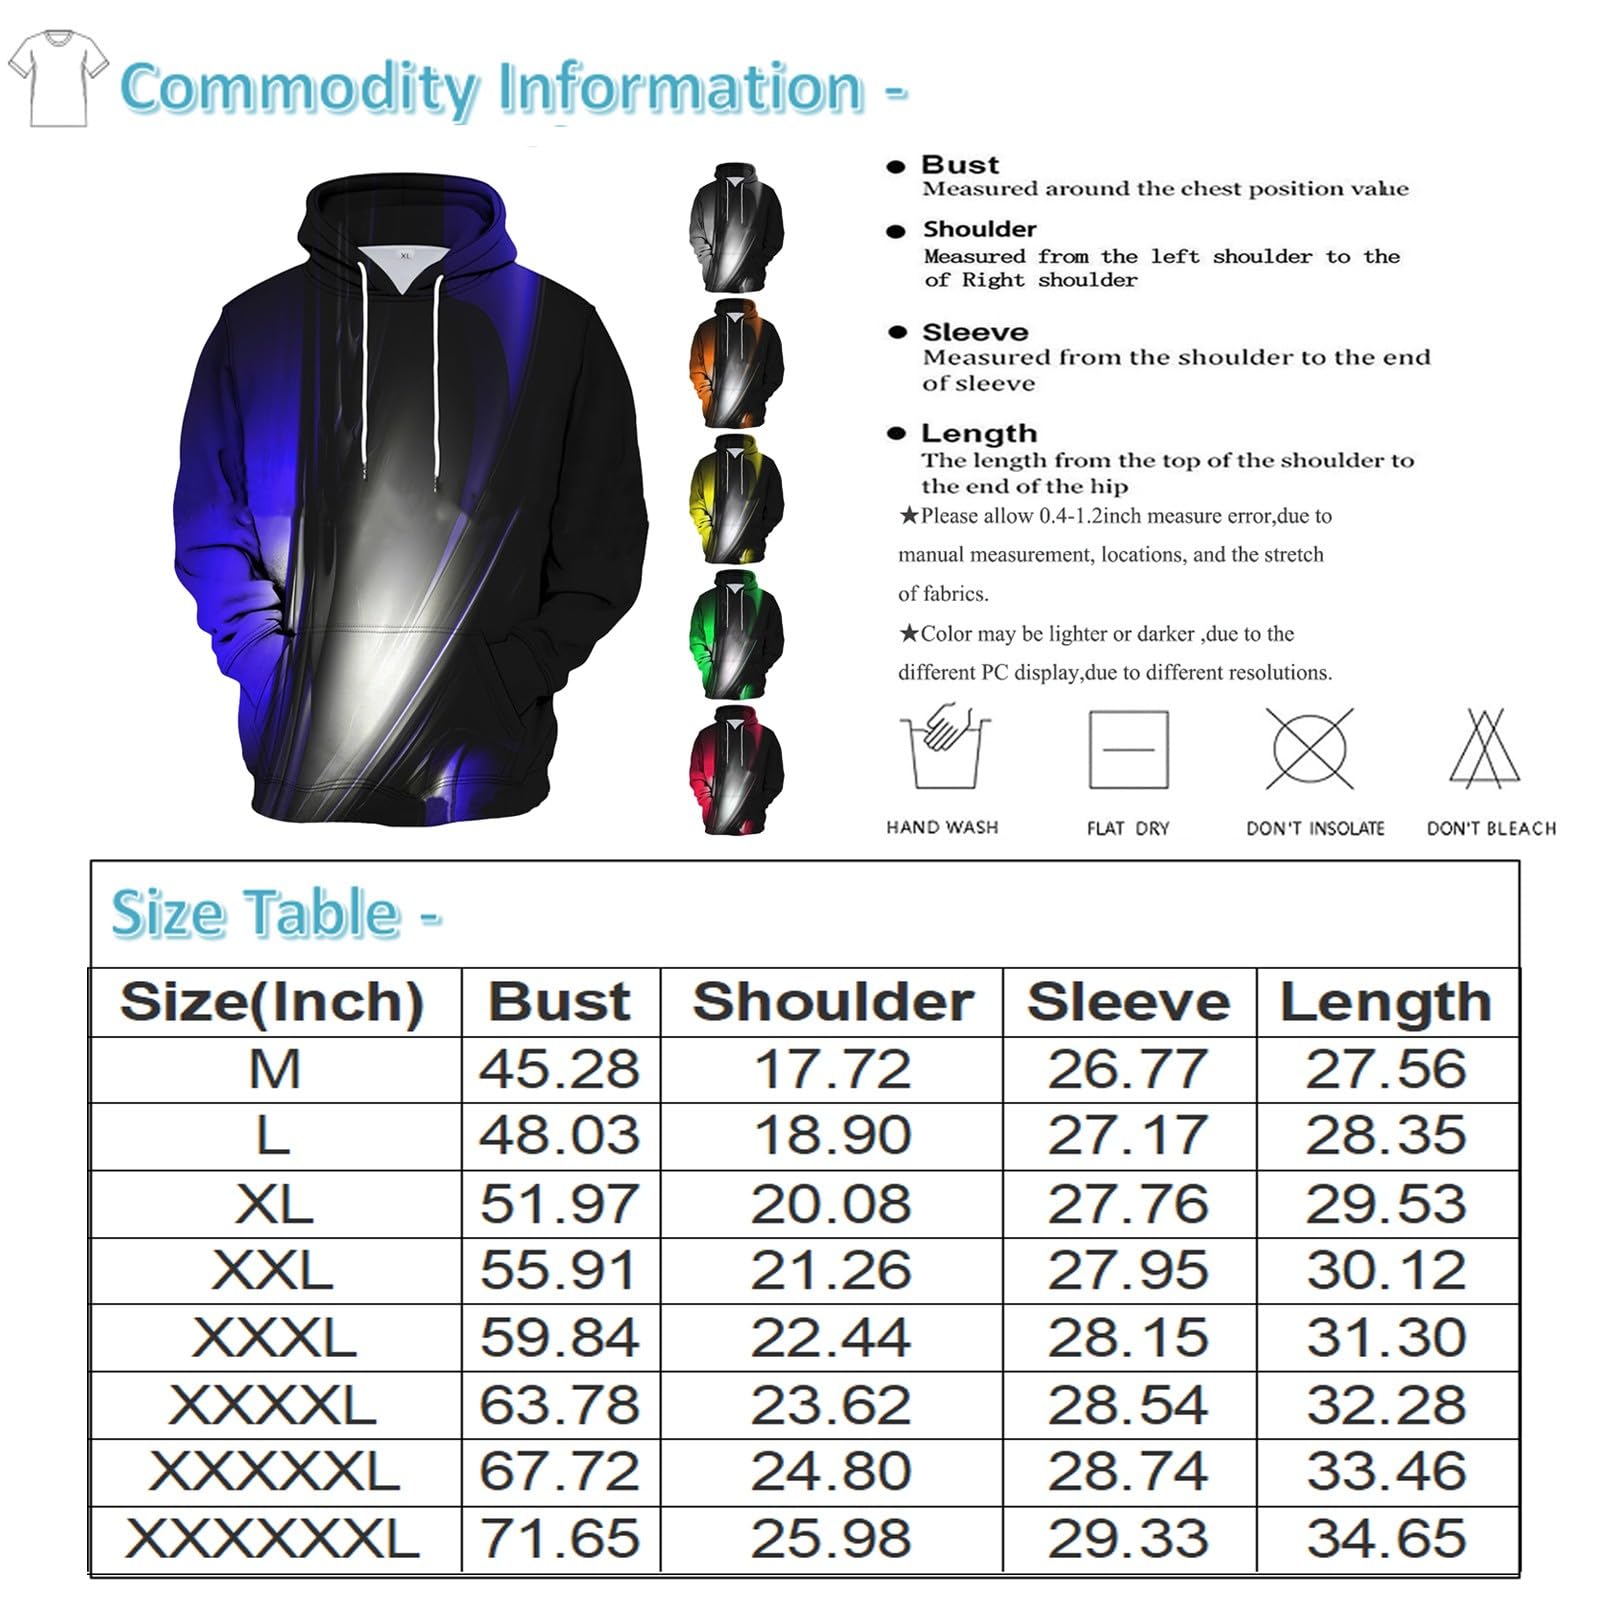 Commodity Information -
XL
Bust
Measured around the chest position value
Shoulder
Measured from the left shoulder to the
of Right shoulder
Sleeve
Measured from the shoulder to the end
of sleeve
Length
The length from the top of the shoulder to
the end of the hip
★Please allow 0.4-1.2inch measure error,due to
manual measurement, locations, and the stretch
of fabrics.
★Color may be lighter or darker ,due to the
different PC display,due to different resolutions.
HAND WASH FLAT DRY DON'T INSOLATE DON'T BLEACH
Size Table -
Size(Inch) Bust Shoulder Sleeve Length
M 45.28 17.72 26.77 27.56
L 48.03 18.90 27.17 28.35
XL 51.97 20.08 27.76 29.53
XXL 55.91 21.26 27.95 30.12
XXXL 59.84 22.44 28.15 31.30
XXXXL 63.78 23.62 28.54 32.28
XXXXXL 67.72 24.80 28.74 33.46
XXXXXXL 71.65 25.98 29.33 34.65